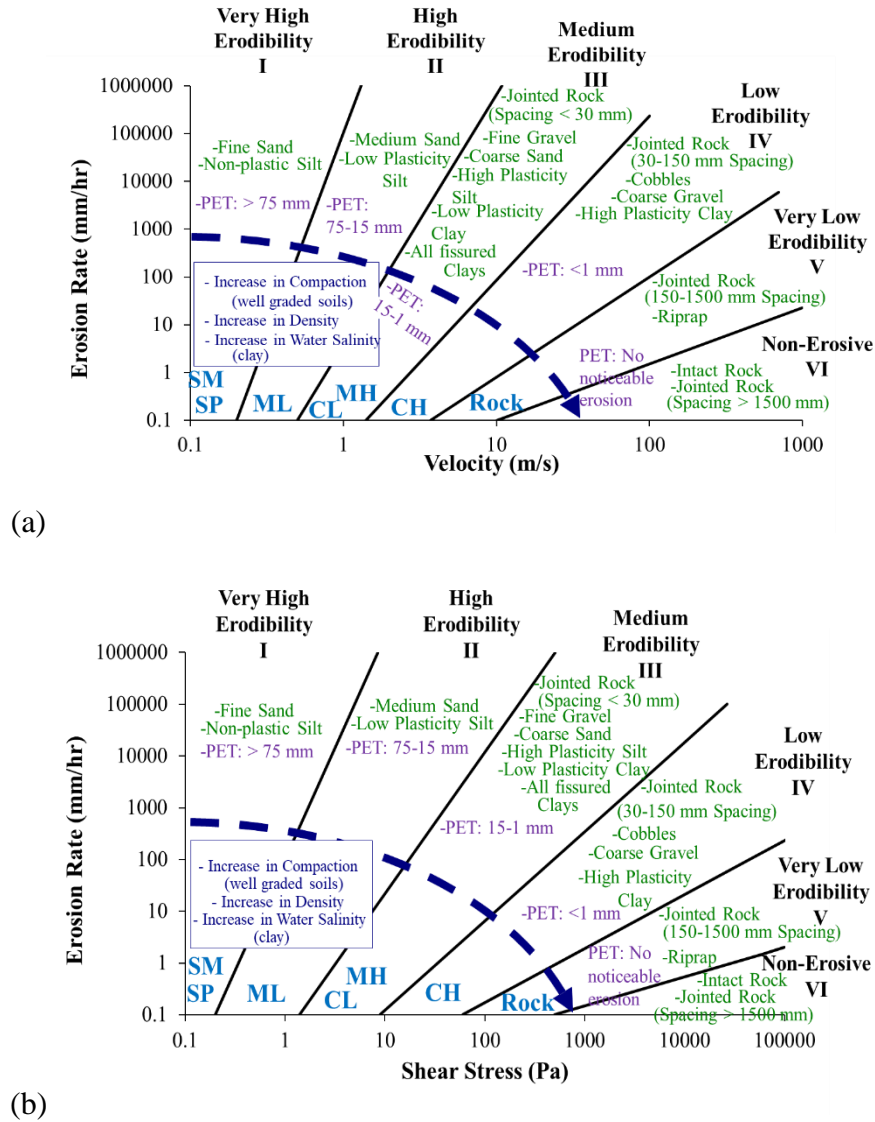 Very High
Erodibility
I
High
Erodibility
II
Medium
Erodibility
III
Low
Erodibility
IV
Very Low
Erodibility
V
Non-Erosive
VI
Erosion Rate (mm/hr)
1000000
100000
10000
1000
100
10
1
0.1
-Fine Sand
-Non-plastic Silt
-PET: > 75 mm
-Medium Sand
-Low Plasticity
Silt
-PET:
75-15 mm
-Jointed Rock
(Spacing < 30 mm)
-Fine Gravel
-Coarse Sand
-High Plasticity
Silt
-Low Plasticity
Clay
-All fissured
Clays
-PET:
15-1 mm
-Jointed Rock
(30-150 mm Spacing)
-Cobbles
-Coarse Gravel
-High Plasticity Clay
-PET: <1 mm
-Jointed Rock
(150-1500 mm Spacing)
-Riprap
PET: No
noticeable
erosion
-Intact Rock
-Jointed Rock
(Spacing > 1500 mm)
- Increase in Compaction
(well graded soils)
- Increase in Density
- Increase in Water Salinity
(clay)
SM
SP
ML
CL
MH
CH
Rock
0.1
1
10
100
1000
Velocity (m/s)
(a)
Very High
Erodibility
I
High
Erodibility
II
Medium
Erodibility
III
Low
Erodibility
IV
Very Low
Erodibility
V
Non-Erosive
VI
Erosion Rate (mm/hr)
1000000
100000
10000
1000
100
10
1
0.1
-Fine Sand
-Non-plastic Silt
-PET: > 75 mm
-Medium Sand
-Low Plasticity Silt
-PET: 75-15 mm
-Jointed Rock
(Spacing < 30 mm)
-Fine Gravel
-Coarse Sand
-High Plasticity Silt
-Low Plasticity Clay
-All fissured
Clays
-PET: 15-1 mm
-Jointed Rock
(30-150 mm Spacing)
-Cobbles
-Coarse Gravel
-High Plasticity
Clay
-PET: <1 mm
-Jointed Rock
(150-1500 mm Spacing)
-Riprap
PET: No
noticeable
erosion
-Intact Rock
-Jointed Rock
(Spacing > 1500 mm)
- Increase in Compaction
(well graded soils)
- Increase in Density
- Increase in Water Salinity
(clay)
SM
SP
ML
CL
MH
CH
Rock
0.1
1
10
100
1000
10000
100000
Shear Stress (Pa)
(b)